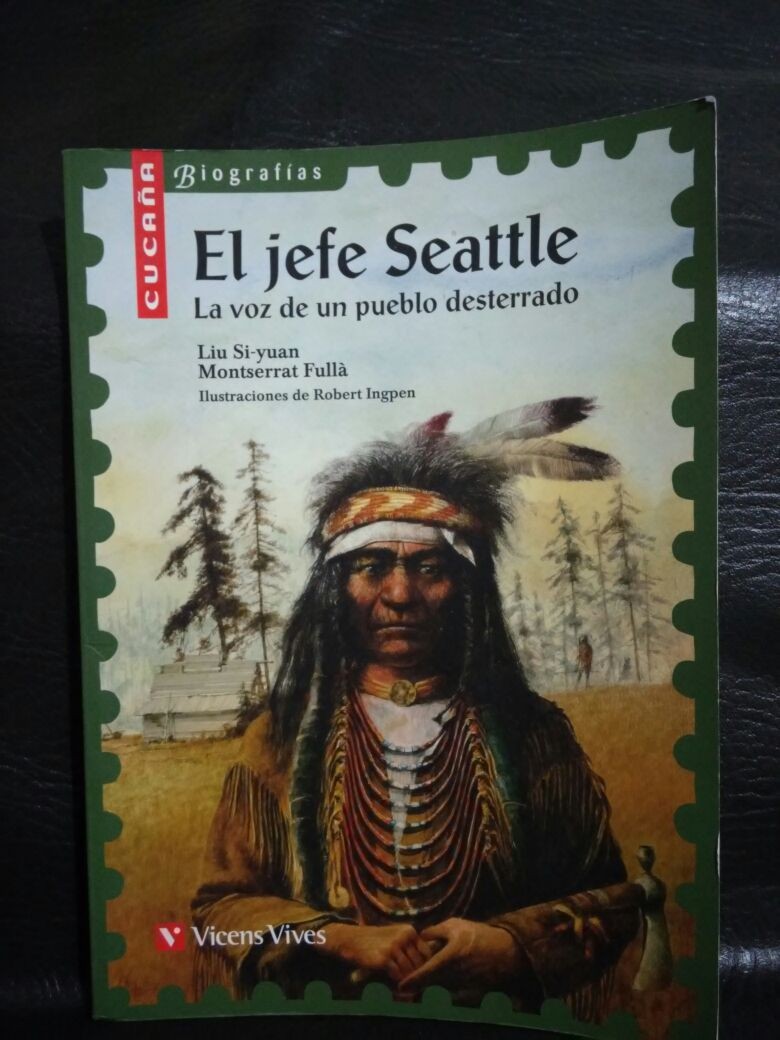 CUCAÑA
Biografías
El jefe Seattle
La voz de un pueblo desterrado
Liu Si-yuan
Montserrat Fullà
Ilustraciones de Robert Ingpen
V Vicens Vives